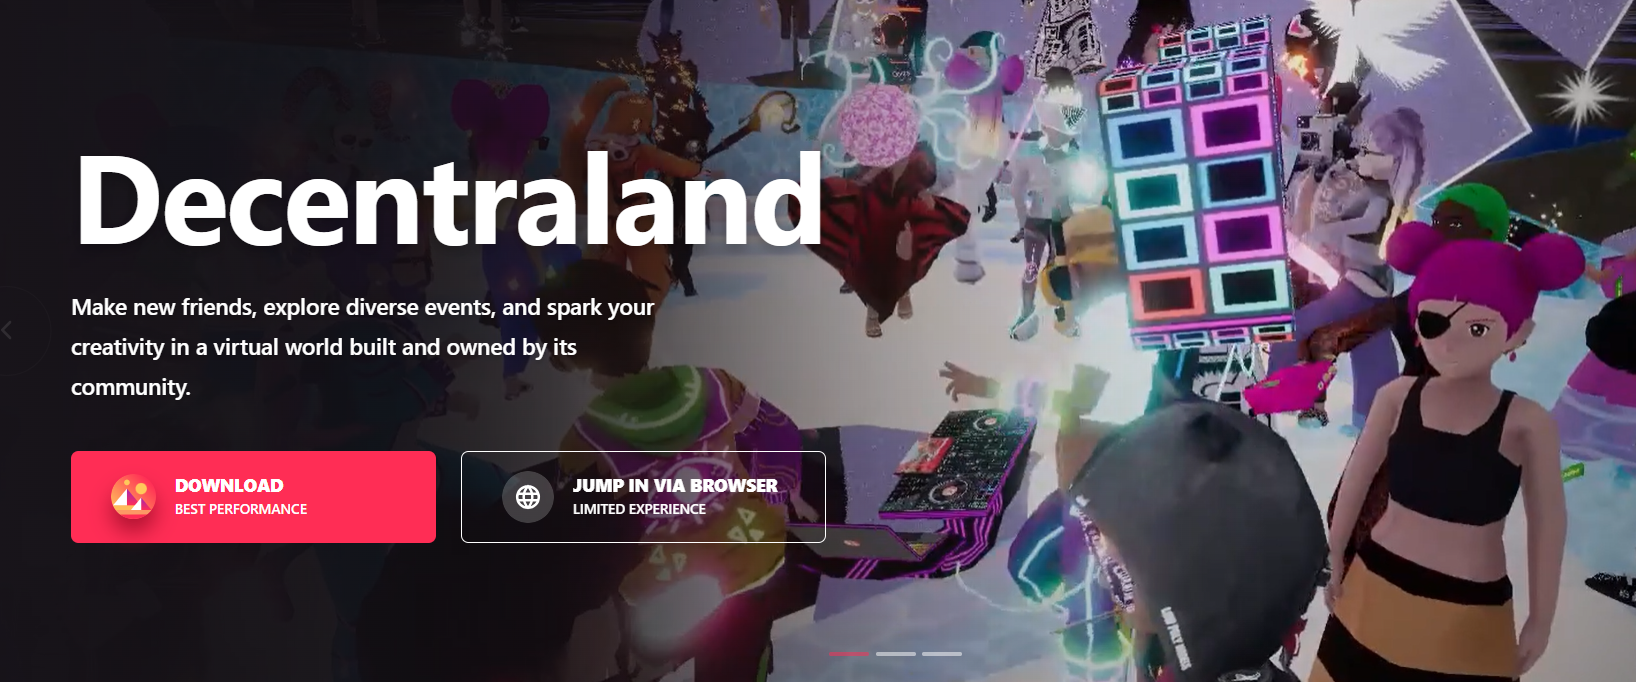 Decentraland
Make new friends, explore diverse events, and spark your
creativity in a virtual world built and owned by its
community.
DOWNLOAD
BEST PERFORMANCE
JUMP IN VIA BROWSER
LIMITED EXPERIENCE